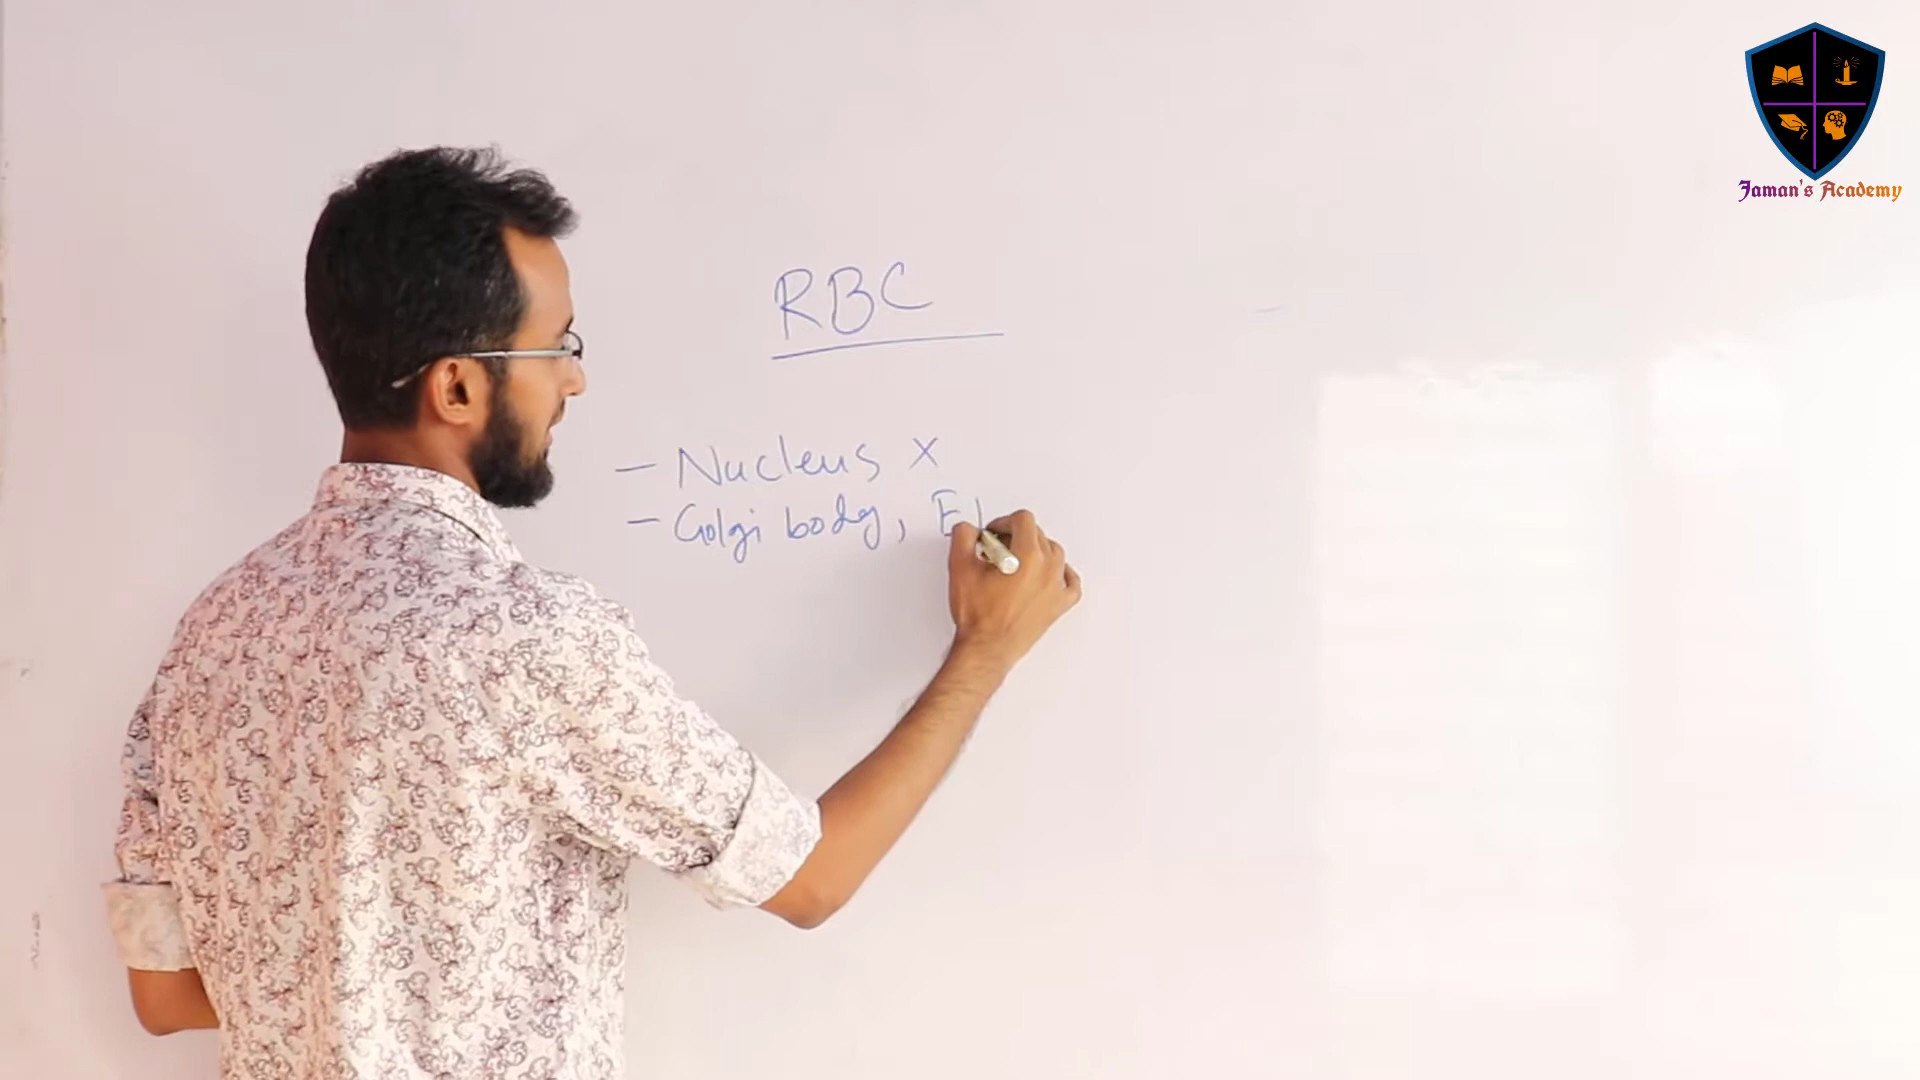 Jaman's Academy
RBC
- Nucleus x
- Golgi body, E